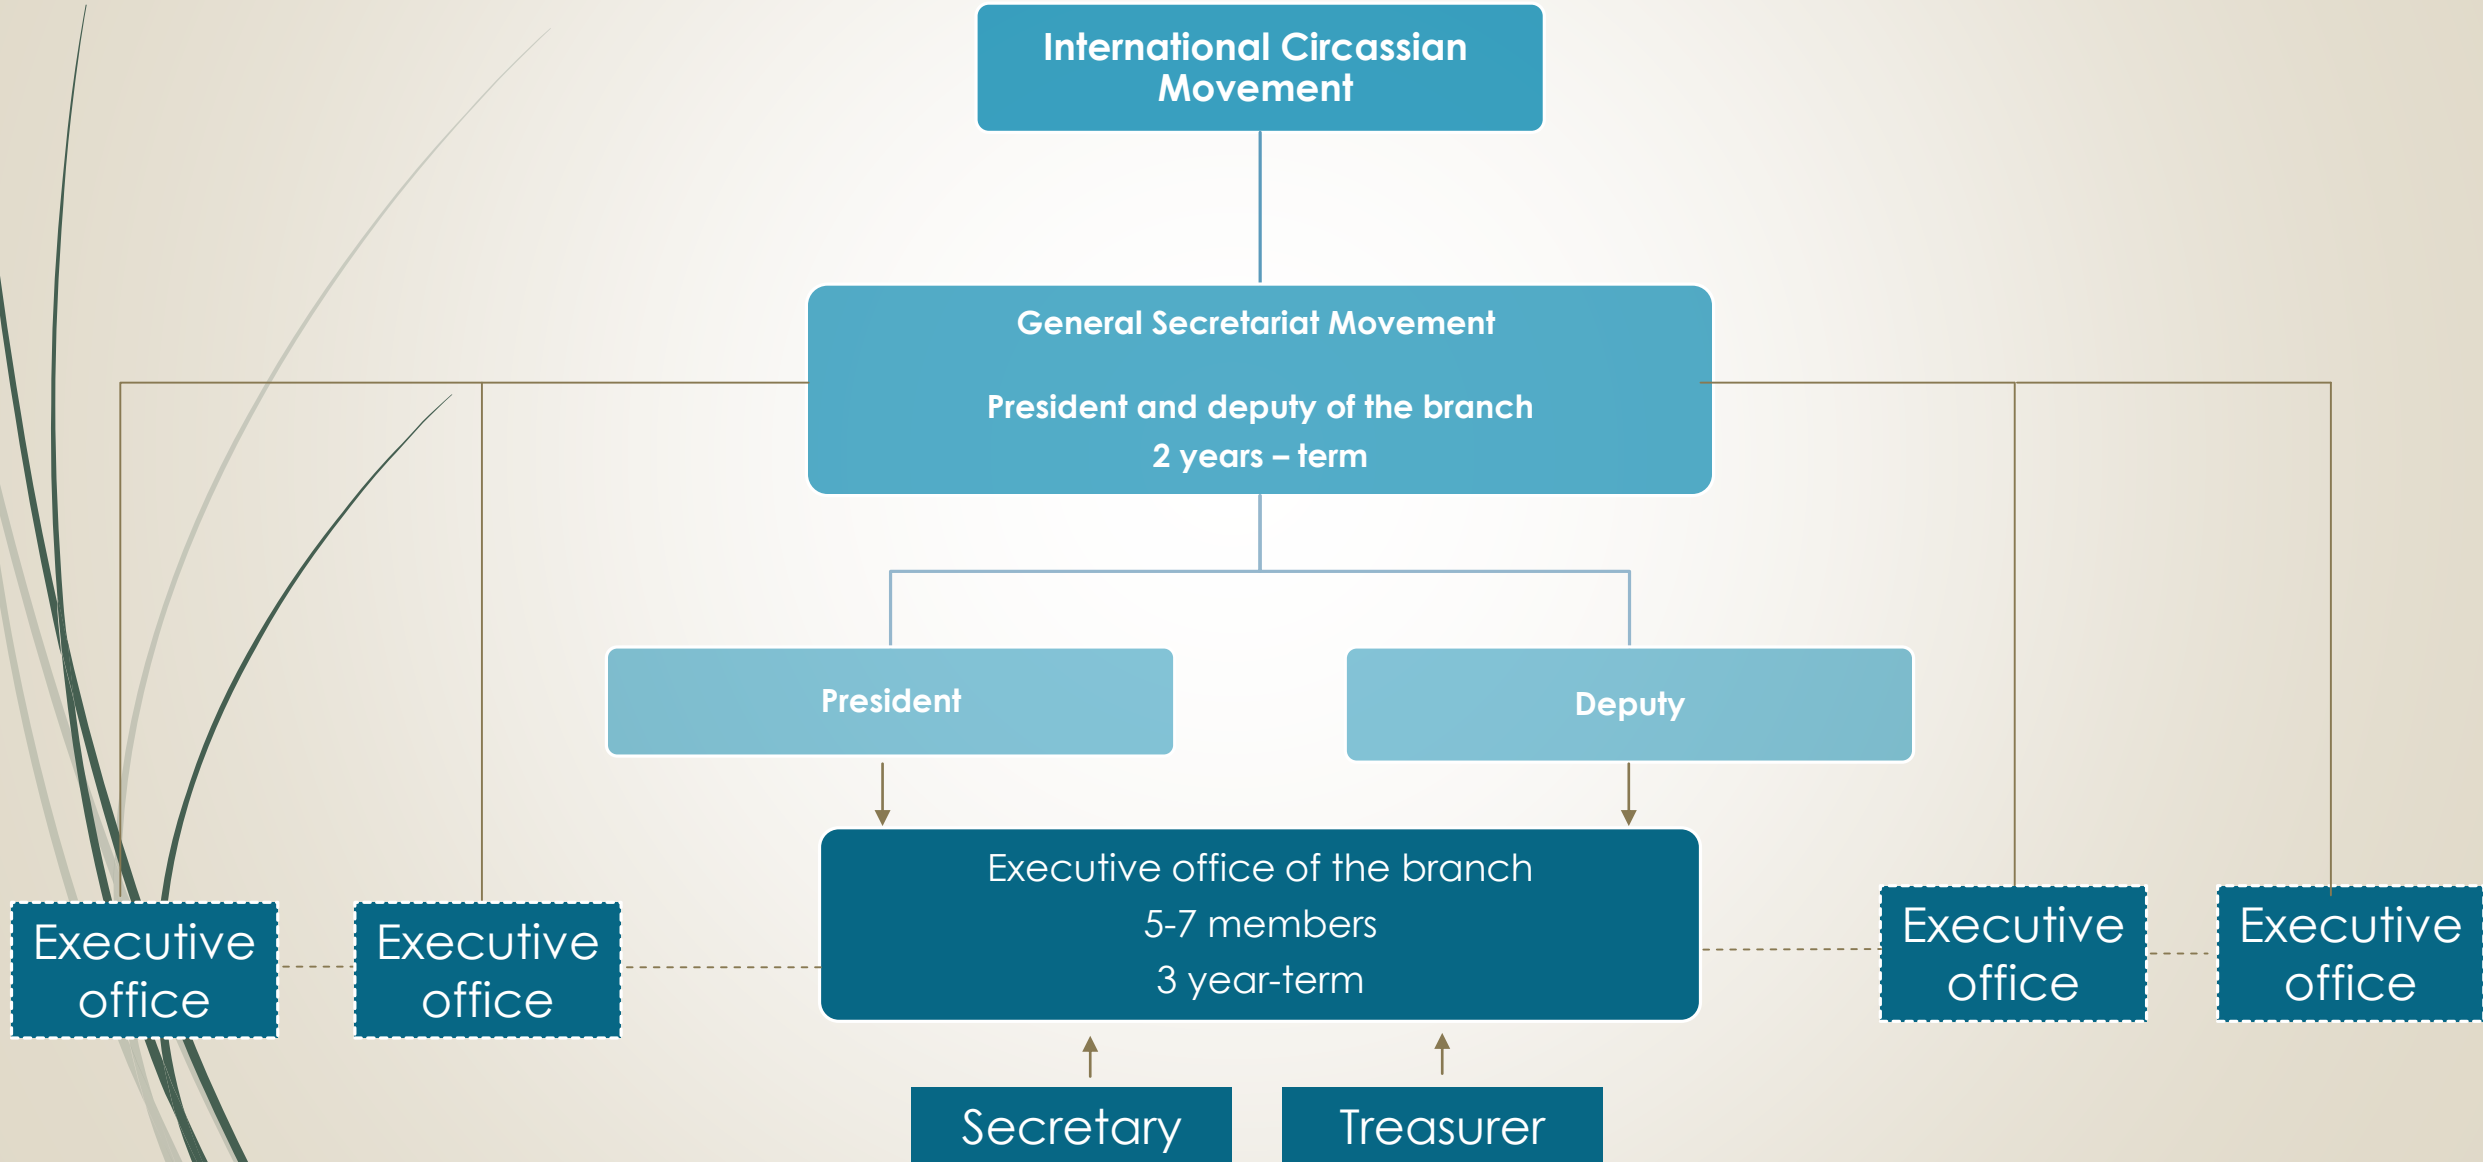 International Circassian
Movement
General Secretariat Movement
President and deputy of the branch
2 years – term
President
Deputy
Executive office of the branch
5-7 members
3 year-term
Executive
office
Executive
office
Executive
office
Executive
office
Secretary
Treasurer